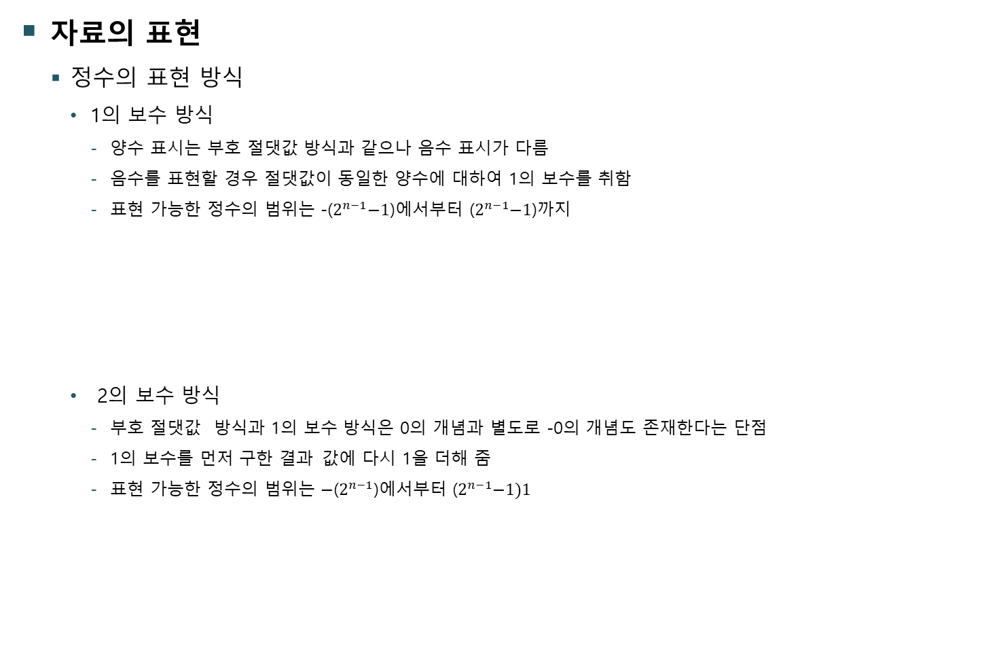 ▪ 자료의 표현
▪ 정수의 표현 방식
• 1의 보수 방식
- 양수 표시는 부호 절댓값 방식과 같으나 음수 표시가 다름
- 음수를 표현할 경우 절댓값이 동일한 양수에 대하여 1의 보수를 취함
- 표현 가능한 정수의 범위는 -(2ⁿ⁻¹−1)에서부터 (2ⁿ⁻¹−1)까지
• 2의 보수 방식
- 부호 절댓값 방식과 1의 보수 방식은 0의 개념과 별도로 -0의 개념도 존재한다는 단점
- 1의 보수를 먼저 구한 결과 값에 다시 1을 더해 줌
- 표현 가능한 정수의 범위는 −(2ⁿ⁻¹)에서부터 (2ⁿ⁻¹−1)1